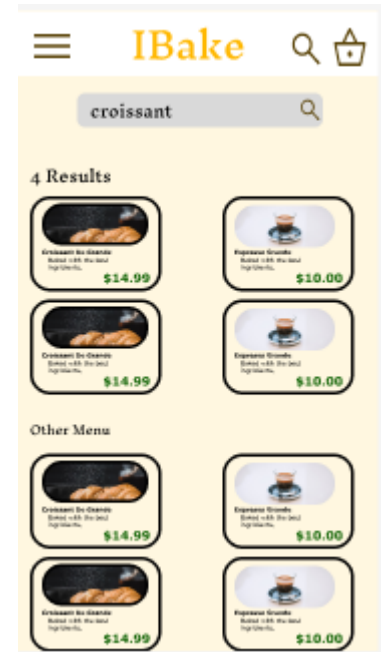 IBake
croissant
4 Results
Croissant De Grande
Baked with the best
ingredients.
$14.99
Espresso Grande
Baked with the best
ingredients.
$10.00
Croissant De Grande
Baked with the best
ingredients.
$14.99
Espresso Grande
Baked with the best
ingredients.
$10.00
Other Menu
Croissant De Grande
Baked with the best
ingredients.
$14.99
Espresso Grande
Baked with the best
ingredients.
$10.00
Croissant De Grande
Baked with the best
ingredients.
$14.99
Espresso Grande
Baked with the best
ingredients.
$10.00